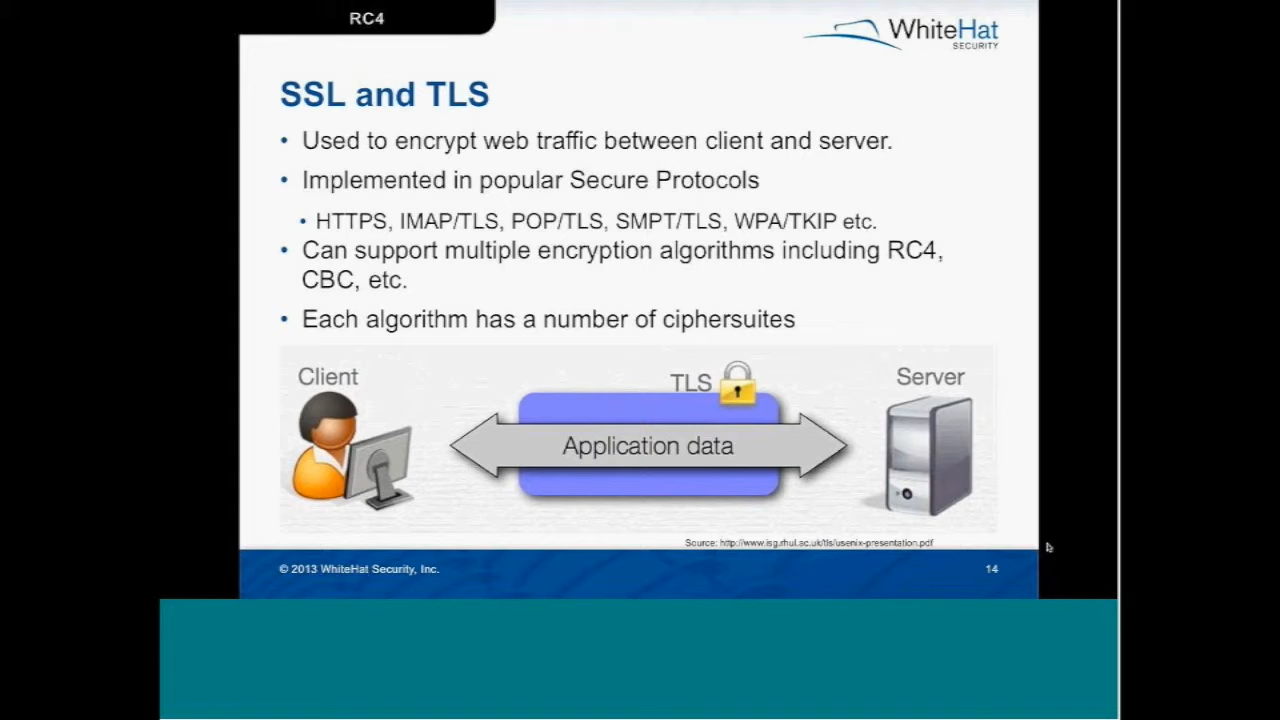 RC4
WhiteHat
SECURITY
SSL and TLS
• Used to encrypt web traffic between client and server.
• Implemented in popular Secure Protocols
• HTTPS, IMAP/TLS, POP/TLS, SMPT/TLS, WPA/TKIP etc.
• Can support multiple encryption algorithms including RC4,
CBC, etc.
• Each algorithm has a number of ciphersuites
Client
TLS
Server
Application data
Source: http://www.isg.rhul.ac.uk/tls/usenix-presentation.pdf
© 2013 WhiteHat Security, Inc.
14